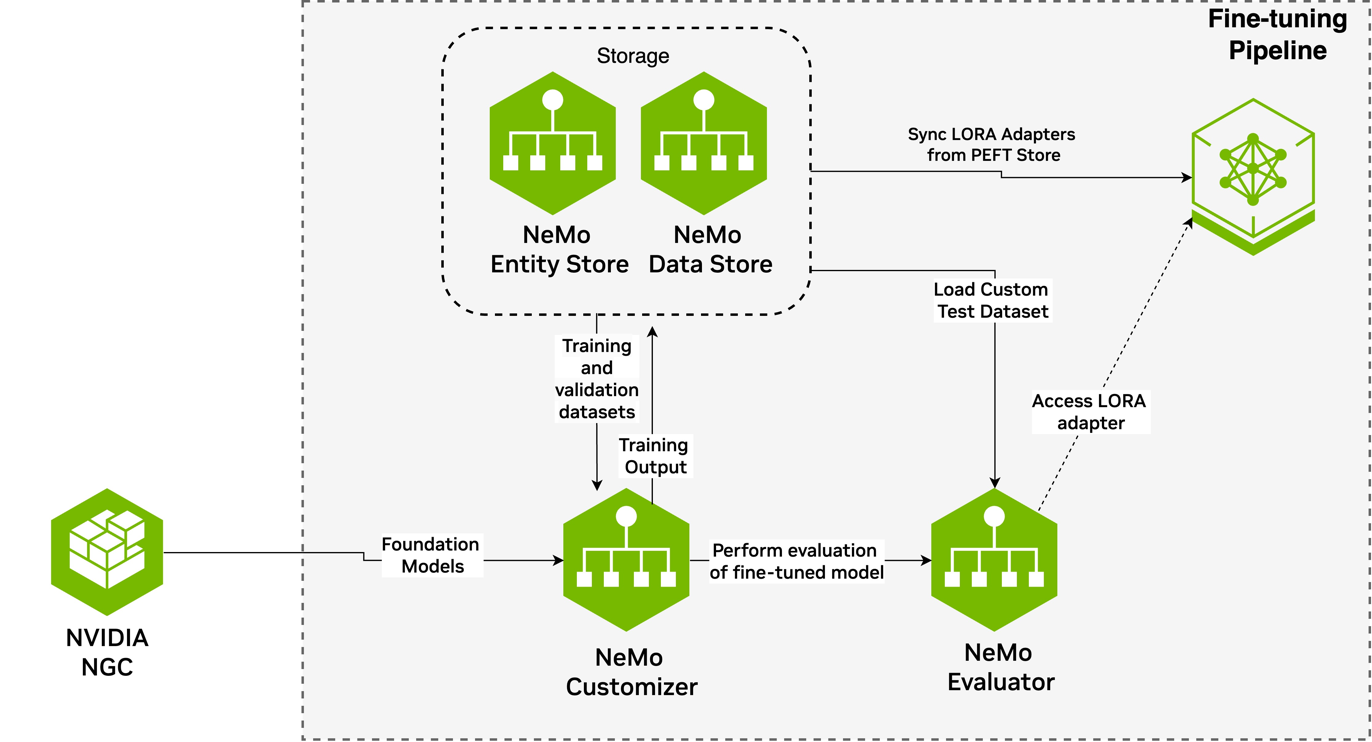 Fine-tuning
Pipeline
Storage
NeMo
Entity Store
NeMo
Data Store
Sync LORA Adapters
from PEFT Store
Load Custom
Test Dataset
Training
and
validation
datasets
Training
Output
Access LORA
adapter
Foundation
Models
Perform evaluation
of fine-tuned model
NVIDIA
NGC
NeMo
Customizer
NeMo
Evaluator